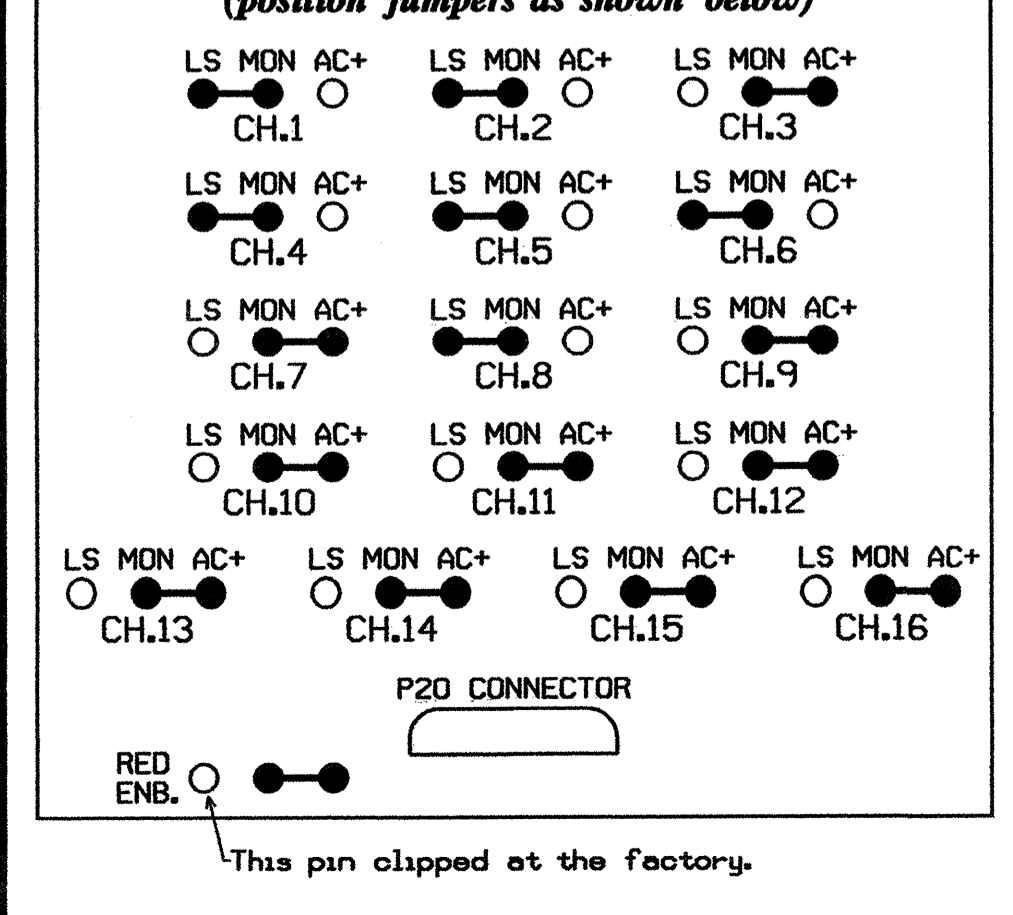 (position jumpers as shown below)
LS MON AC+ LS MON AC+ LS MON AC+
CH.1 CH.2 CH.3
LS MON AC+ LS MON AC+ LS MON AC+
CH.4 CH.5 CH.6
LS MON AC+ LS MON AC+ LS MON AC+
CH.7 CH.8 CH.9
LS MON AC+ LS MON AC+ LS MON AC+
CH.10 CH.11 CH.12
LS MON AC+ LS MON AC+ LS MON AC+ LS MON AC+
CH.13 CH.14 CH.15 CH.16
P20 CONNECTOR
RED
ENB.
This pin clipped at the factory.